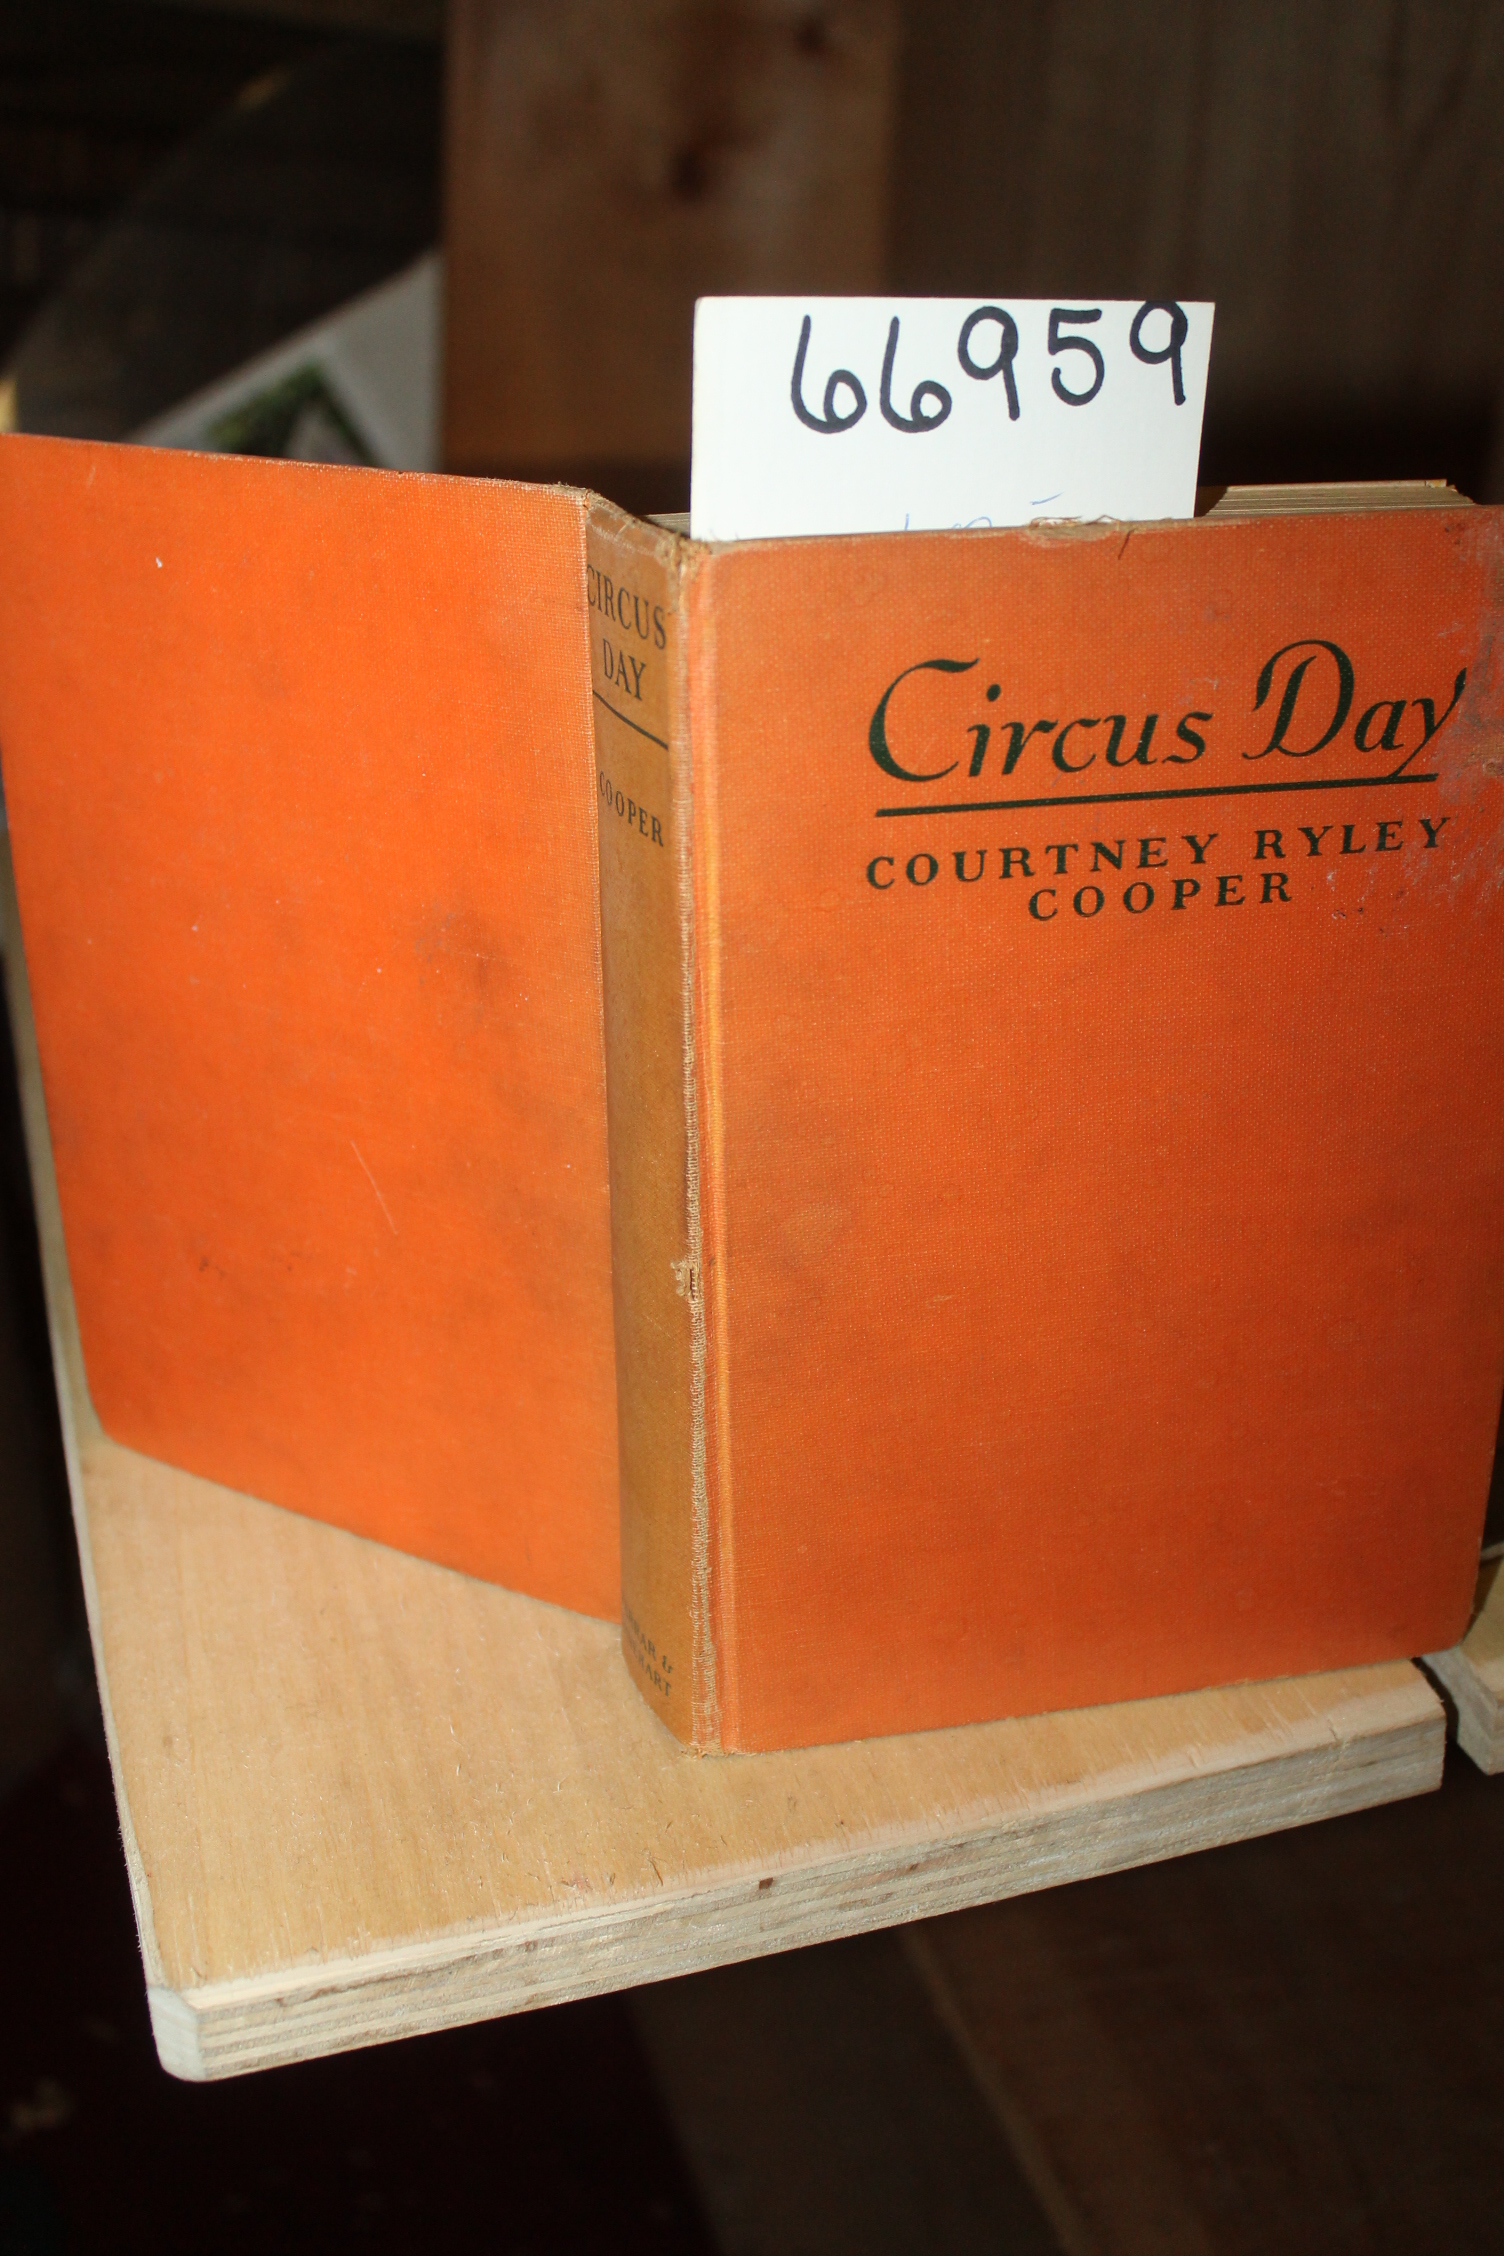 66959
CIRCUS
DAY
COOPER
Circus Day
COURTNEY RYLEY
COOPER
&